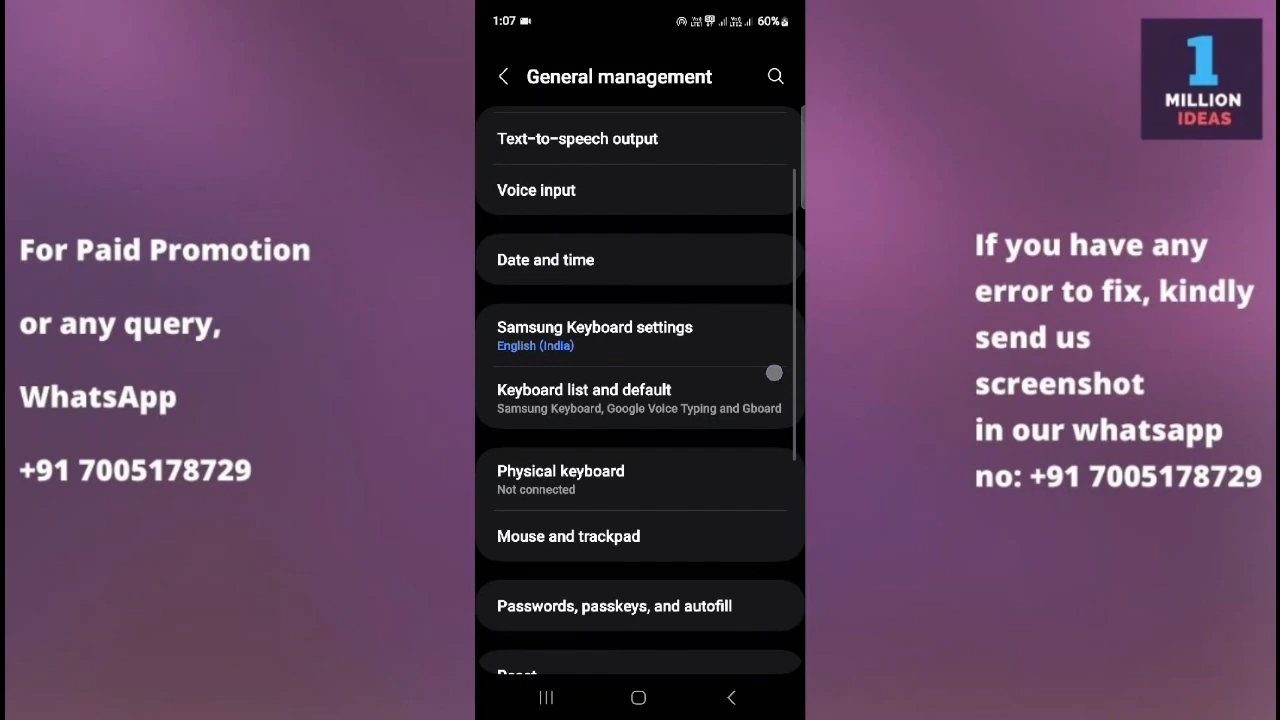 For Paid Promotion
or any query,
WhatsApp
+91 7005178729
1:07
60%
General management
Text-to-speech output
Voice input
Date and time
Samsung Keyboard settings
English (India)
Keyboard list and default
Samsung Keyboard, Google Voice Typing and Gboard
Physical keyboard
Not connected
Mouse and trackpad
Passwords, passkeys, and autofill
Reset
1
MILLION
IDEAS
If you have any
error to fix, kindly
send us
screenshot
in our whatsapp
no: +91 7005178729